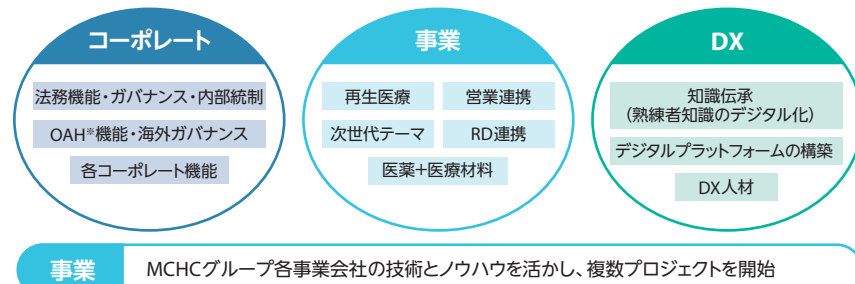 コーポレート
法務機能・ガバナンス・内部統制
OAH※機能・海外ガバナンス
各コーポレート機能
事業
再生医療
営業連携
次世代テーマ
RD連携
医薬＋医療材料
DX
知識伝承
(熟練者知識のデジタル化)
デジタルプラットフォームの構築
DX人材
事業 MCHCグループ各事業会社の技術とノウハウを活かし、複数プロジェクトを開始